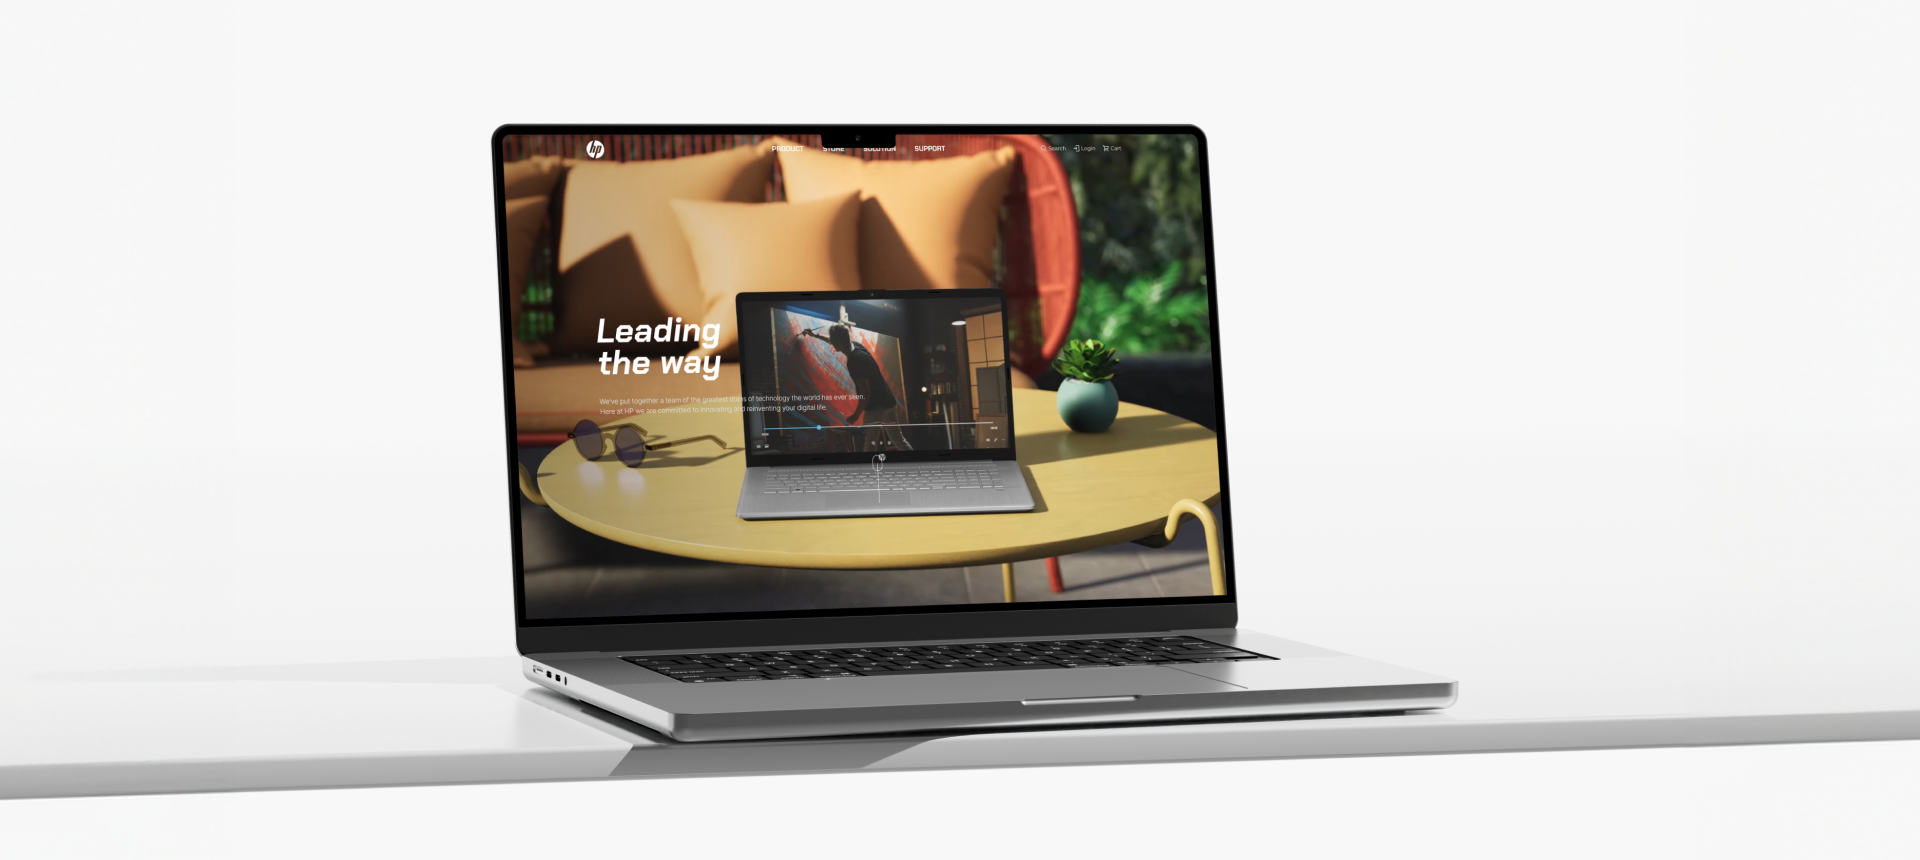 hp
PRODUCT STORE SOLUTION SUPPORT
Search Login Cart
Leading
the way
We've put together a team of the greatest titans of technology the world has ever seen.
Here at HP we are committed to innovating and reinventing your digital life.